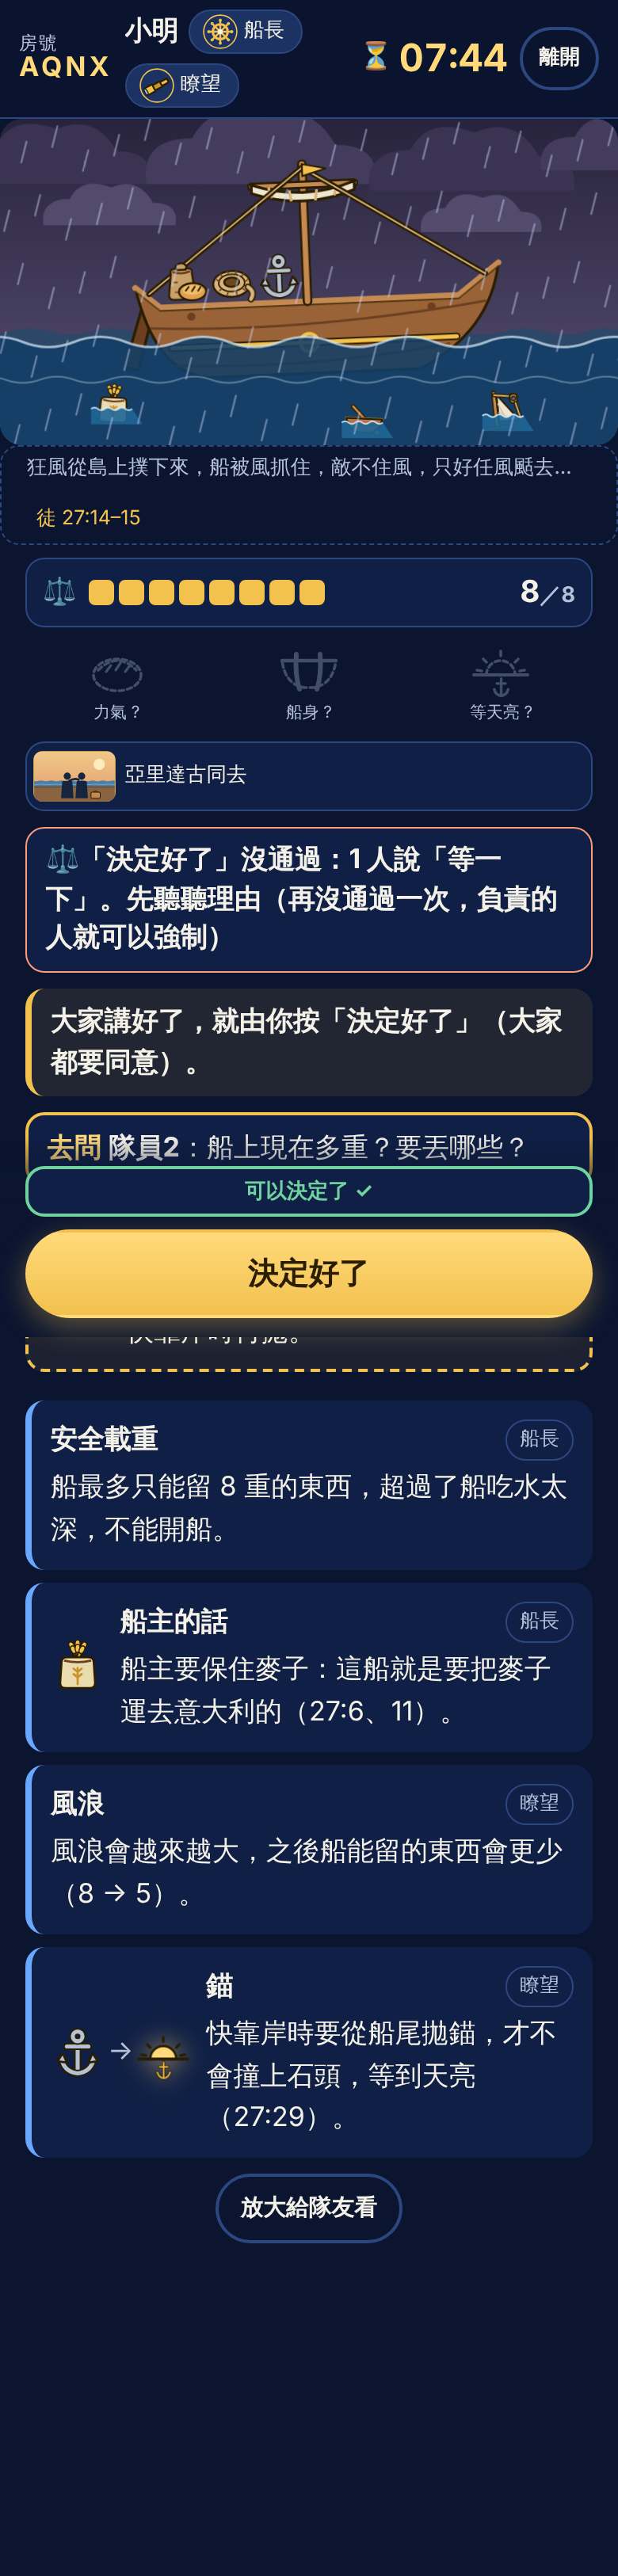 房號
AQNX
小明
船長
瞭望
07:44
離開
狂風從島上撲下來，船被風抓住，敵不住風，只好任風颳去...
徒 27:14–15
8／8
力氣？
船身？
等天亮？
亞里達古同去
「決定好了」沒通過：1 人說「等一
下」。先聽聽理由（再沒通過一次，負責的
人就可以強制）
大家講好了，就由你按「決定好了」（大家
都要同意）。
去問 隊員2：船上現在多重？要丟哪些？
可以決定了 ✓
決定好了
安全載重
船長
船最多只能留 8 重的東西，超過了船吃水太
深，不能開船。
船主的話
船長
船主要保住麥子：這船就是要把麥子
運去意大利的（27:6、11）。
風浪
瞭望
風浪會越來越大，之後船能留的東西會更少
（8 → 5）。
錨
瞭望
→
快靠岸時要從船尾拋錨，才不
會撞上石頭，等到天亮
（27:29）。
放大給隊友看